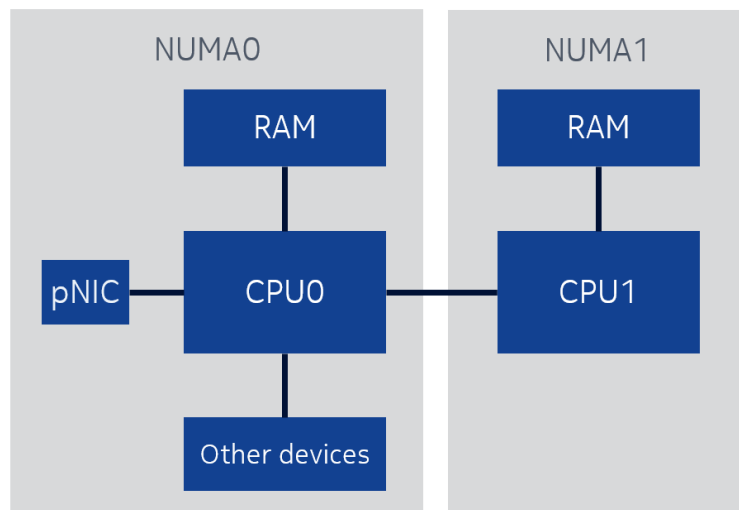 NUMA0
NUMA1
RAM
RAM
pNIC
CPU0
CPU1
Other devices